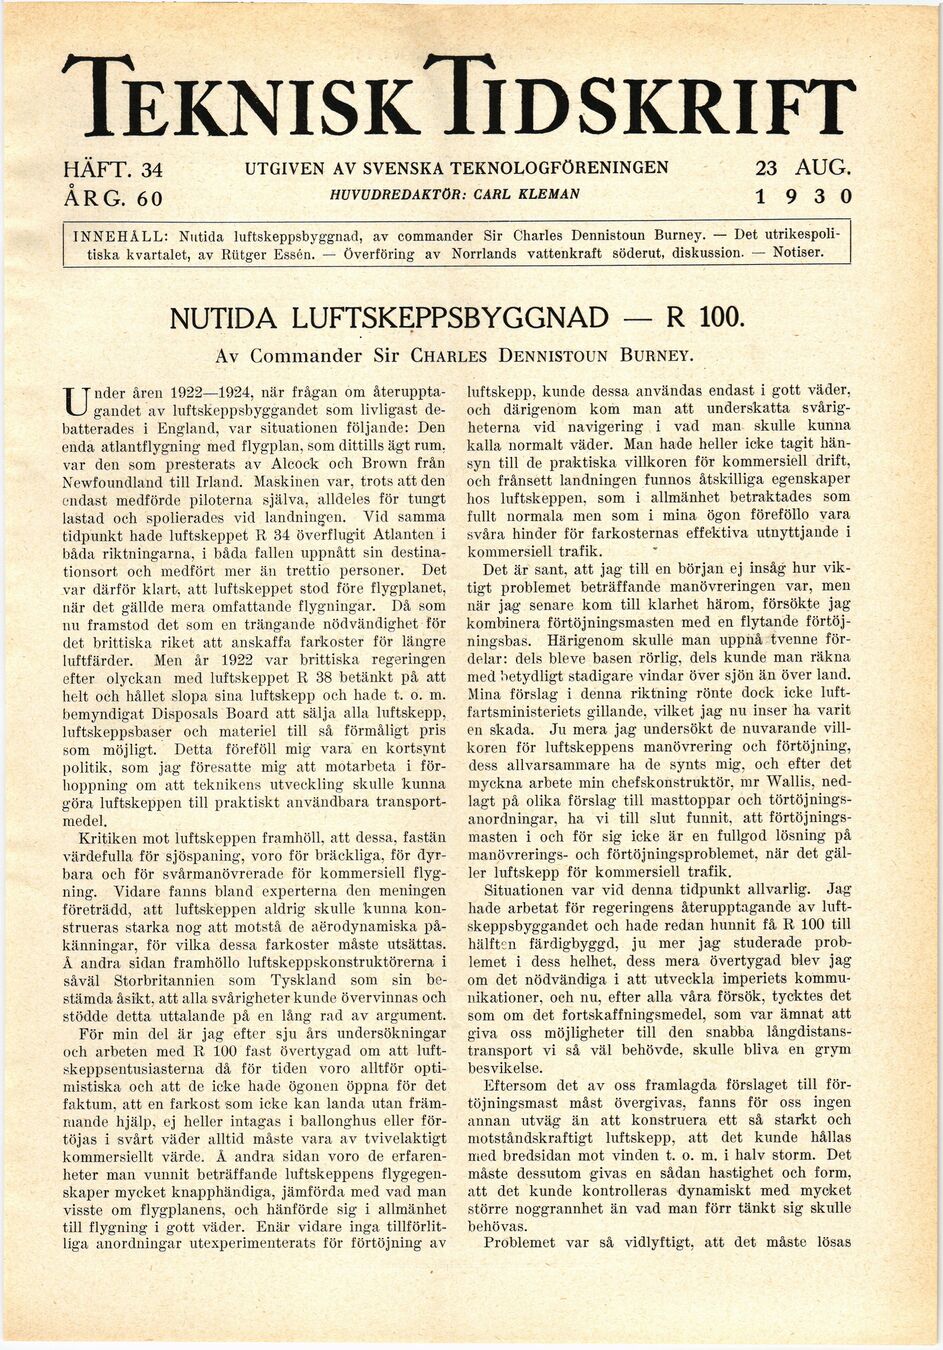 TEKNISK TIDSKRIFT
HÄFT. 34 UTGIVEN AV SVENSKA TEKNOLOGFÖRENINGEN 23 AUG.
ÅRG. 60 HUVUDREDAKTÖR: CARL KLEMAN 1 9 3 0
INNEHÅLL: Nutida luftskeppsbyggnad, av commander Sir Charles Dennistoun Burney. — Det utrikespoli-
tiska kvartalet, av Rütger Essén. — Överföring av Norrlands vattenkraft söderut, diskussion. — Notiser.
NUTIDA LUFTSKEPPSBYGGNAD — R 100.
Av Commander Sir CHARLES DENNISTOUN BURNEY.
Under åren 1922—1924, när frågan om återuppta-
gandet av luftskeppsbyggandet som livligast de-
batterades i England, var situationen följande: Den
enda atlantflygning med flygplan, som dittills ägt rum,
var den som presterats av Alcock och Brown från
Newfoundland till Irland. Maskinen var, trots att den
endast medförde piloterna själva, alldeles för tungt
lastad och spolierades vid landningen. Vid samma
tidpunkt hade luftskeppet R 34 överflugit Atlanten i
båda riktningarna, i båda fallen uppnått sin destina-
tionsort och medfört mer än trettio personer. Det
var därför klart, att luftskeppet stod före flygplanet,
när det gällde mera omfattande flygningar. Då som
nu framstod det som en trängande nödvändighet för
det brittiska riket att anskaffa farkoster för längre
luftfärder. Men år 1922 var brittiska regeringen
efter olyckan med luftskeppet R 38 betänkt på att
helt och hållet slopa sina luftskepp och hade t. o. m.
bemyndigat Disposals Board att sälja alla luftskepp,
luftskeppsbaser och materiel till så förmåligt pris
som möjligt. Detta föreföll mig vara en kortsynt
politik, som jag föresatte mig att motarbeta i för-
hoppning om att teknikens utveckling skulle kunna
göra luftskeppen till praktiskt användbara transport-
medel.
Kritiken mot luftskeppen framhöll, att dessa, fastän
värdefulla för sjöspaning, voro för bräckliga, för dyr-
bara och för svårmanövrerade för kommersiell flyg-
ning. Vidare fanns bland experterna den meningen
företrädd, att luftskeppen aldrig skulle kunna kon-
strueras starka nog att motstå de aërodynamiska på-
känningar, för vilka dessa farkoster måste utsättas.
Å andra sidan framhöllo luftskeppskonstruktörerna i
såväl Storbritannien som Tyskland som sin be-
stämda åsikt, att alla svårigheter kunde övervinnas och
stödde detta uttalande på en lång rad av argument.
För min del är jag efter sju års undersökningar
och arbeten med R 100 fast övertygad om att luft-
skeppsentusiasterna då för tiden voro alltför opti-
mistiska och att de icke hade ögonen öppna för det
faktum, att en farkost som icke kan landa utan främ-
mande hjälp, ej heller intagas i ballonghus eller för-
töjas i svårt väder alltid måste vara av tvivelaktigt
kommersiellt värde. Å andra sidan voro de erfaren-
heter man vunnit beträffande luftskeppens flygegen-
skaper mycket knapphändiga, jämförda med vad man
visste om flygplanens, och hänförde sig i allmänhet
till flygning i gott väder. Enär vidare inga tillförlit-
liga anordningar utexperimenterats för förtöjning av
luftskepp, kunde dessa användas endast i gott väder,
och därigenom kom man att underskatta svårig-
heterna vid navigering i vad man skulle kunna
kalla normalt väder. Man hade heller icke tagit hän-
syn till de praktiska villkoren för kommersiell drift,
och frånsett landningen funnos åtskilliga egenskaper
hos luftskeppen, som i allmänhet betraktades som
fullt normala men som i mina ögon föreföllo vara
svåra hinder för farkosternas effektiva utnyttjande i
kommersiell trafik.
Det är sant, att jag till en början ej insåg hur vik-
tigt problemet beträffande manövreringen var, men
när jag senare kom till klarhet härom, försökte jag
kombinera förtöjningsmasten med en flytande förtöj-
ningsbas. Härigenom skulle man uppnå tvenne för-
delar: dels bleve basen rörlig, dels kunde man räkna
med betydligt stadigare vindar över sjön än över land.
Mina förslag i denna riktning rönte dock icke luft-
fartsministeriets gillande, vilket jag nu inser ha varit
en skada. Ju mera jag undersökt de nuvarande vill-
koren för luftskeppens manövrering och förtöjning,
dess allvarsammare ha de synts mig, och efter det
myckna arbete min chefskonstruktör, mr Wallis, ned-
lagt på olika förslag till masttoppar och törtöjnings-
anordningar, ha vi till slut funnit, att förtöjnings-
masten i och för sig icke är en fullgod lösning på
manövrerings- och förtöjningsproblemet, när det gäl-
ler luftskepp för kommersiell trafik.
Situationen var vid denna tidpunkt allvarlig. Jag
hade arbetat för regeringens återupptagande av luft-
skeppsbyggandet och hade redan hunnit få R 100 till
hälften färdigbyggd, ju mer jag studerade prob-
lemet i dess helhet, dess mera övertygad blev jag
om det nödvändiga i att utveckla imperiets kommu-
nikationer, och nu, efter alla våra försök, tycktes det
som om det fortskaffningsmedel, som var ämnat att
giva oss möjligheter till den snabba långdistans-
transport vi så väl behövde, skulle bliva en grym
besvikelse.
Eftersom det av oss framlagda förslaget till för-
töjningsmast måst övergivas, fanns för oss ingen
annan utväg än att konstruera ett så starkt och
motståndskraftigt luftskepp, att det kunde hållas
med bredsidan mot vinden t. o. m. i halv storm. Det
måste dessutom givas en sådan hastighet och form,
att det kunde kontrolleras dynamiskt med mycket
större noggrannhet än vad man förr tänkt sig skulle
behövas.
Problemet var så vidlyftigt, att det måste lösas